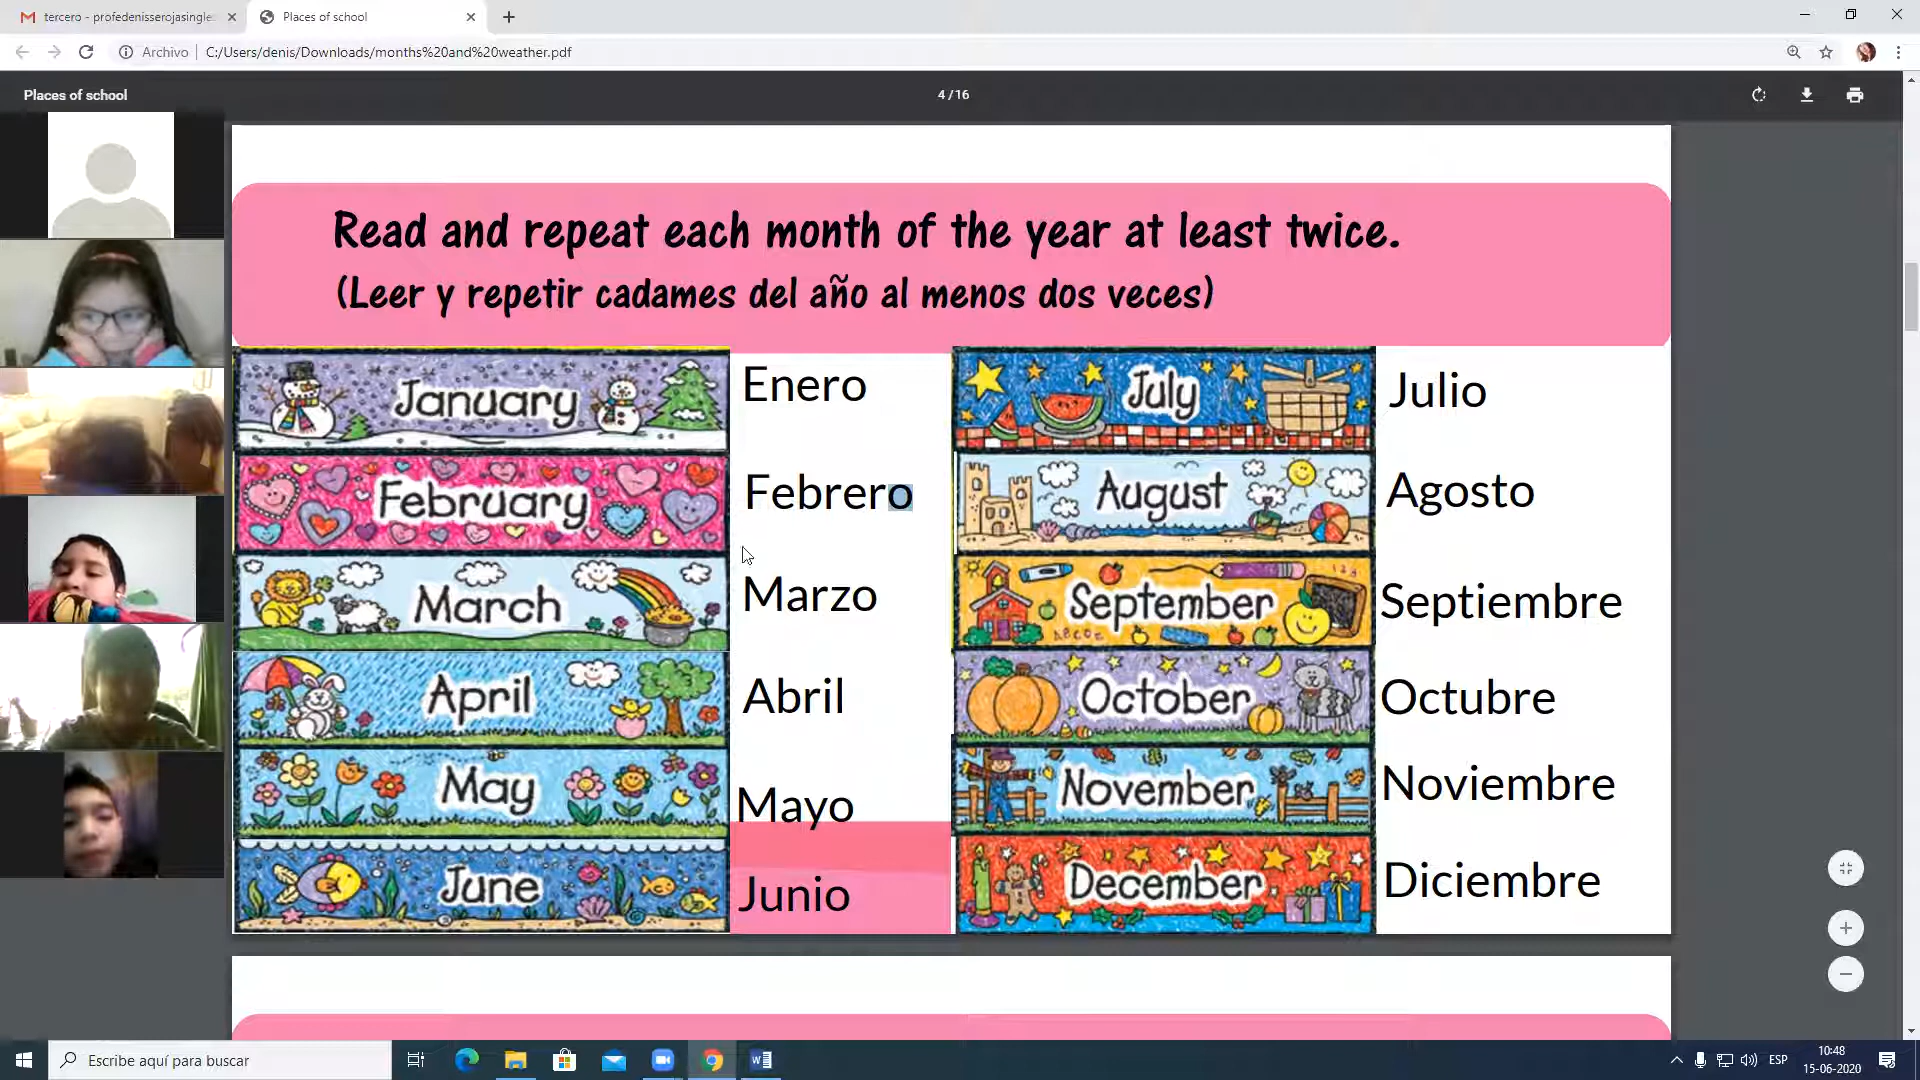 tercero - profedenisserojasingle
Places of school
Archivo
C:/Users/denis/Downloads/months%20and%20weather.pdf
Places of school
4 / 16
Read and repeat each month of the year at least twice.
(Leer y repetir cadames del año al menos dos veces)
January
Enero
February
Febrero
March
Marzo
April
Abril
May
Mayo
June
Junio
July
Julio
August
Agosto
September
Septiembre
October
Octubre
November
Noviembre
December
Diciembre
Escribe aquí para buscar
ESP
10:48
15-06-2020